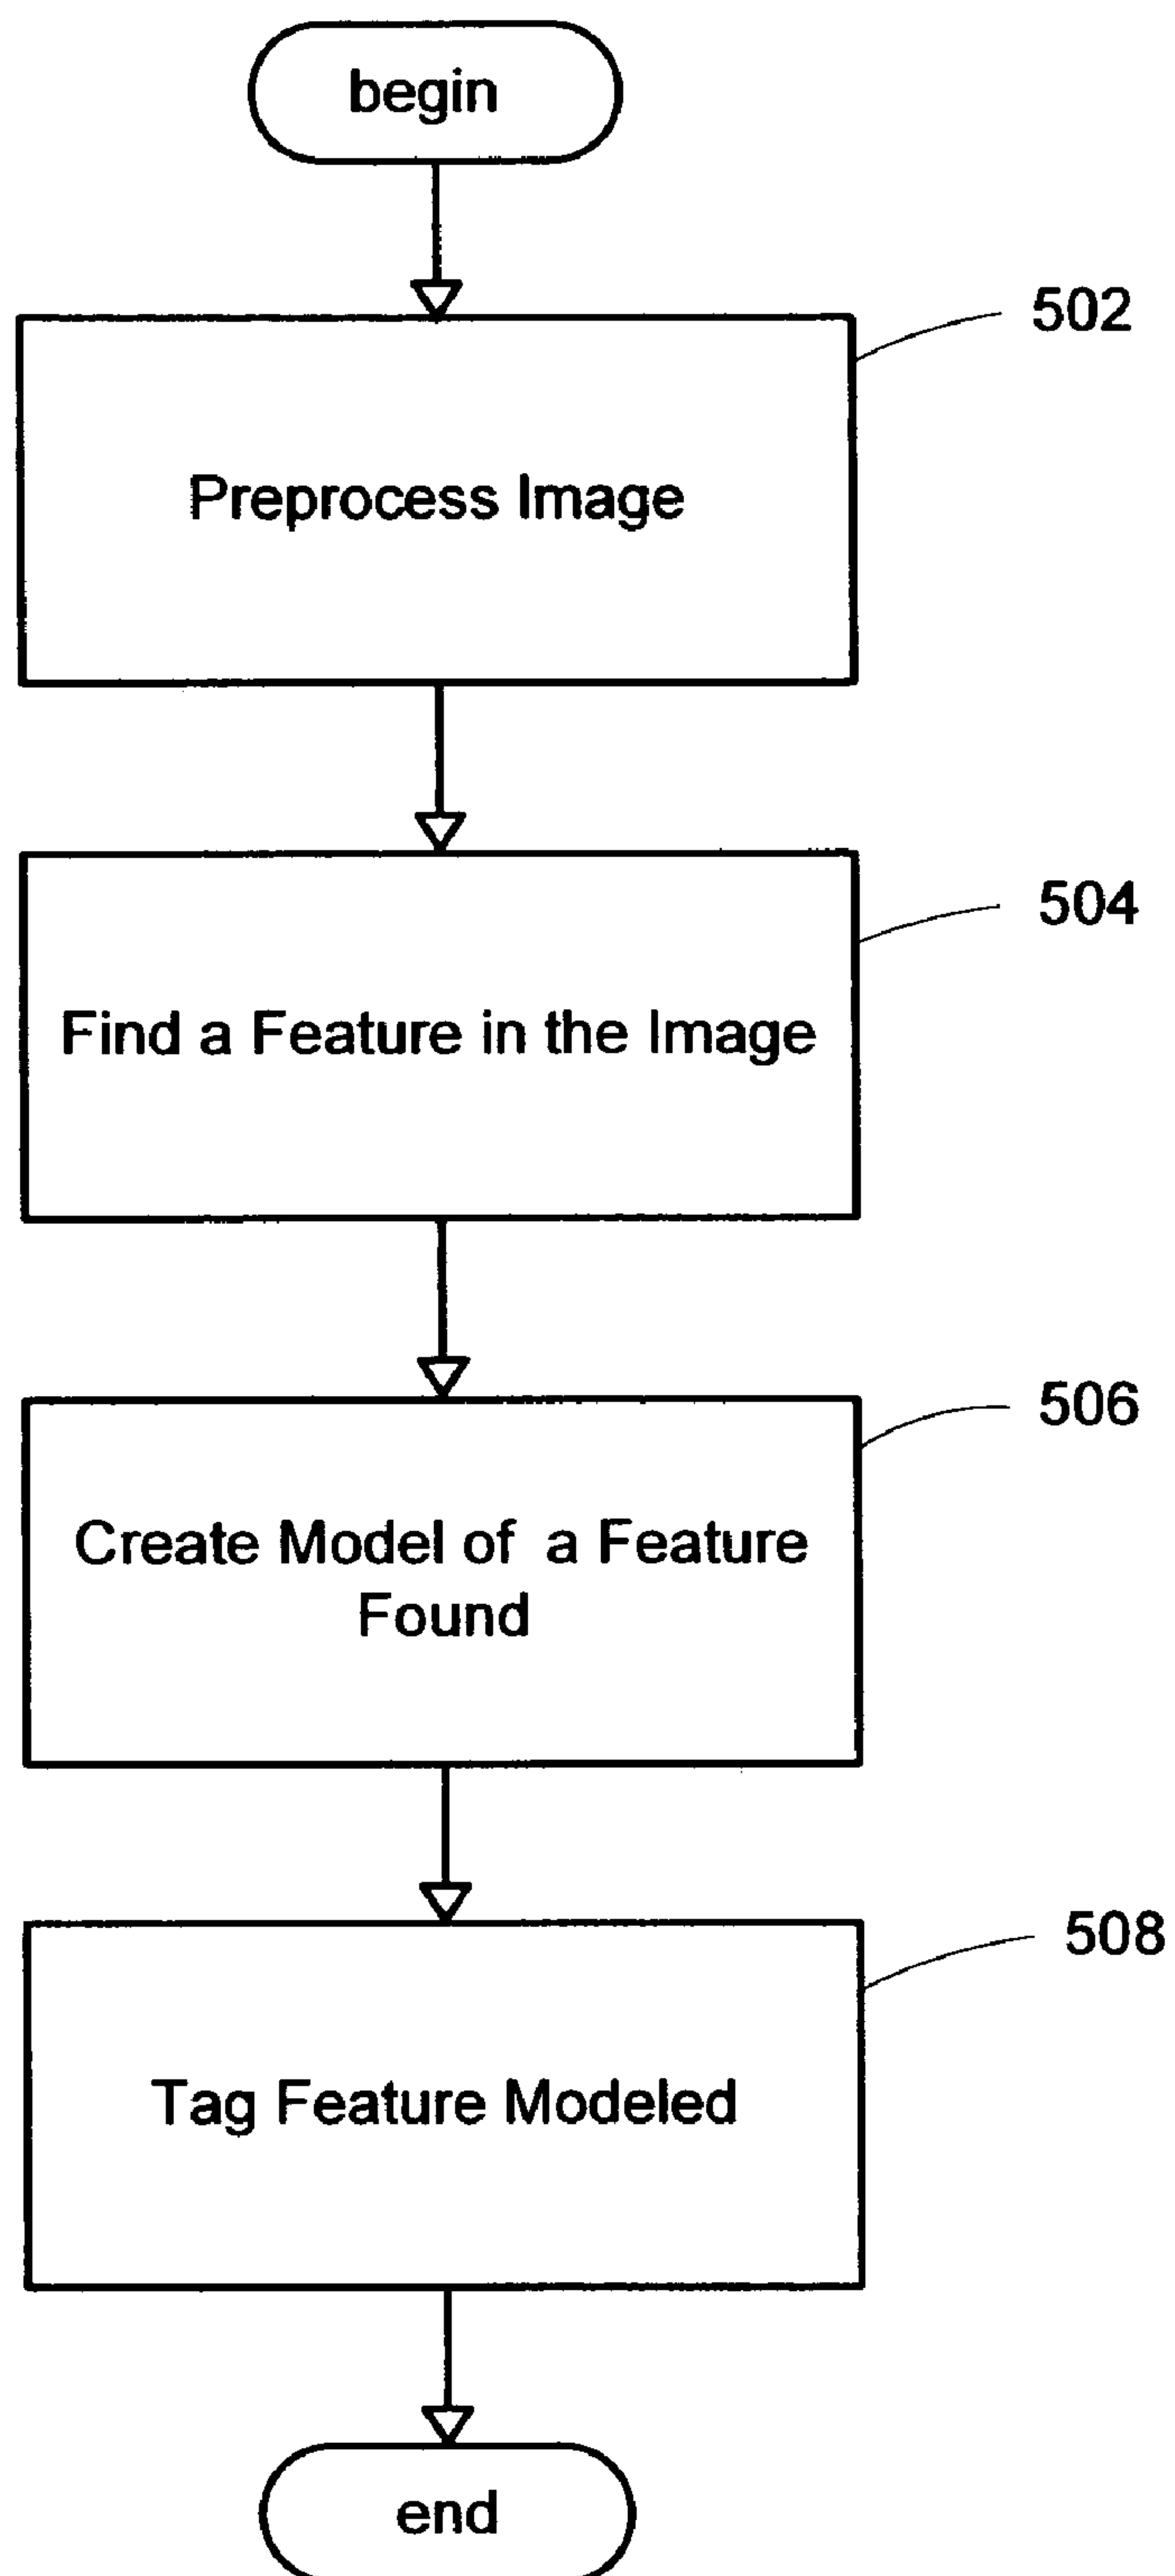 begin
502
Preprocess Image
504
Find a Feature in the Image
506
Create Model of a Feature
Found
508
Tag Feature Modeled
end